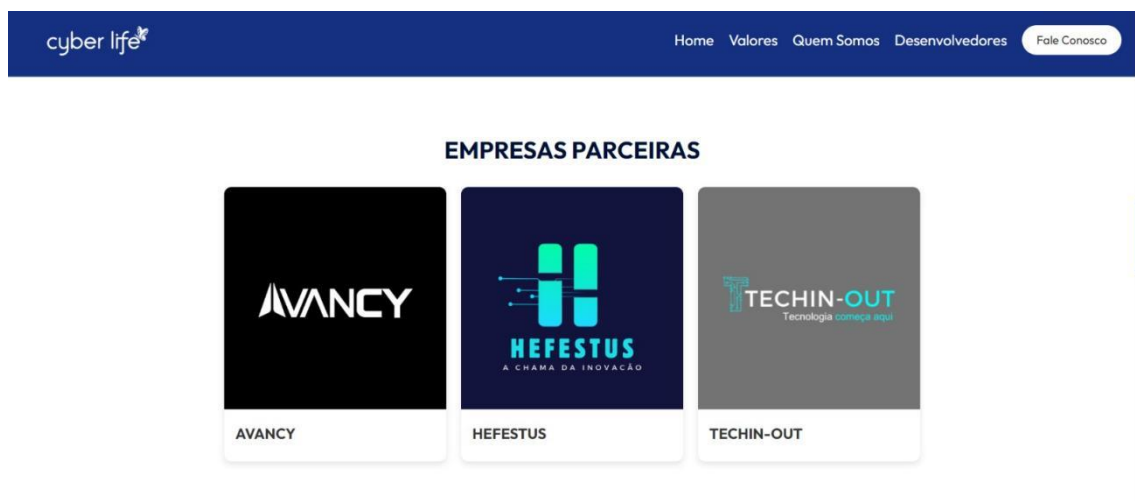 cyber life
Home Valores Quem Somos Desenvolvedores Fale Conosco
EMPRESAS PARCEIRAS
AVANCY
HEFESTUS
A CHAMA DA INOVACÃO
TECHIN-OUT
Tecnologia começa aqui
AVANCY
HEFESTUS
TECHIN-OUT